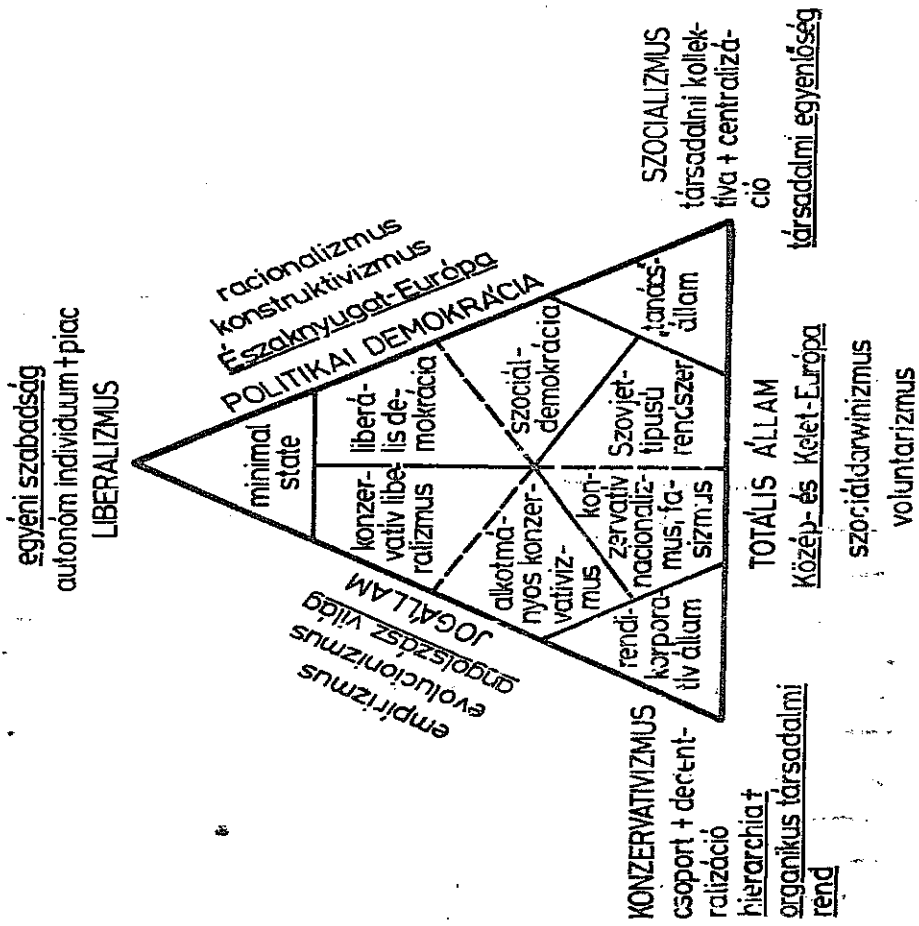 egyéni szabadság
autonóm individuum + piac
LIBERALIZMUS
racionalizmus
konstruktivizmus
Északnyugat-Európa
POLITIKAI DEMOKRÁCIA
empirizmus
evolucionizmus
angolszász világ
JOGÁLLAM
minimal
state
konzer-
vativ libe
ralizmus
liberá-
lis de-
mokrácia
alkotmá-
nyos konzer-
vativiz-
mus
szociál-
demokrácia
rendi-
korpora-
tív állam
kon-
zervatív
nacionaliz-
mus, fa-
sizmus
Szovjet-
típusú
rendszer
"tanács"-
állam
KONZERVATIVIZMUS
csoport + decent-
ralizáció
hierarchia +
organikus társadalmi
rend
TOTÁLIS ÁLLAM
Közép- és Kelet-Európa
szociáldarwinizmus
voluntarizmus
SZOCIALIZMUS
társadalmi kollek-
tíva + centralizá-
ció
társadalmi egyenlőség